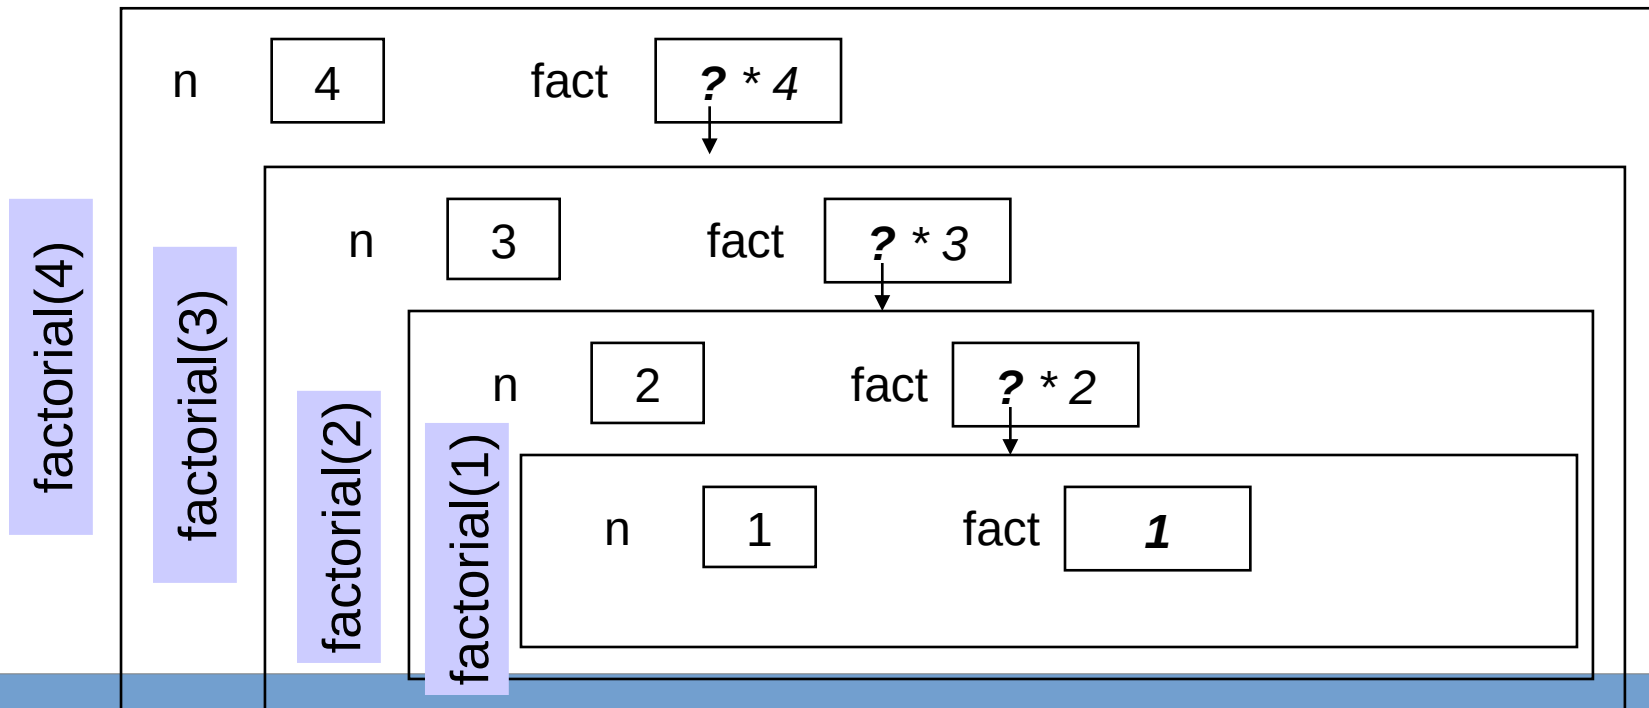 n 4 fact ? * 4
n 3 fact ? * 3
n 2 fact ? * 2
n 1 fact 1
factorial(4)
factorial(3)
factorial(2)
factorial(1)